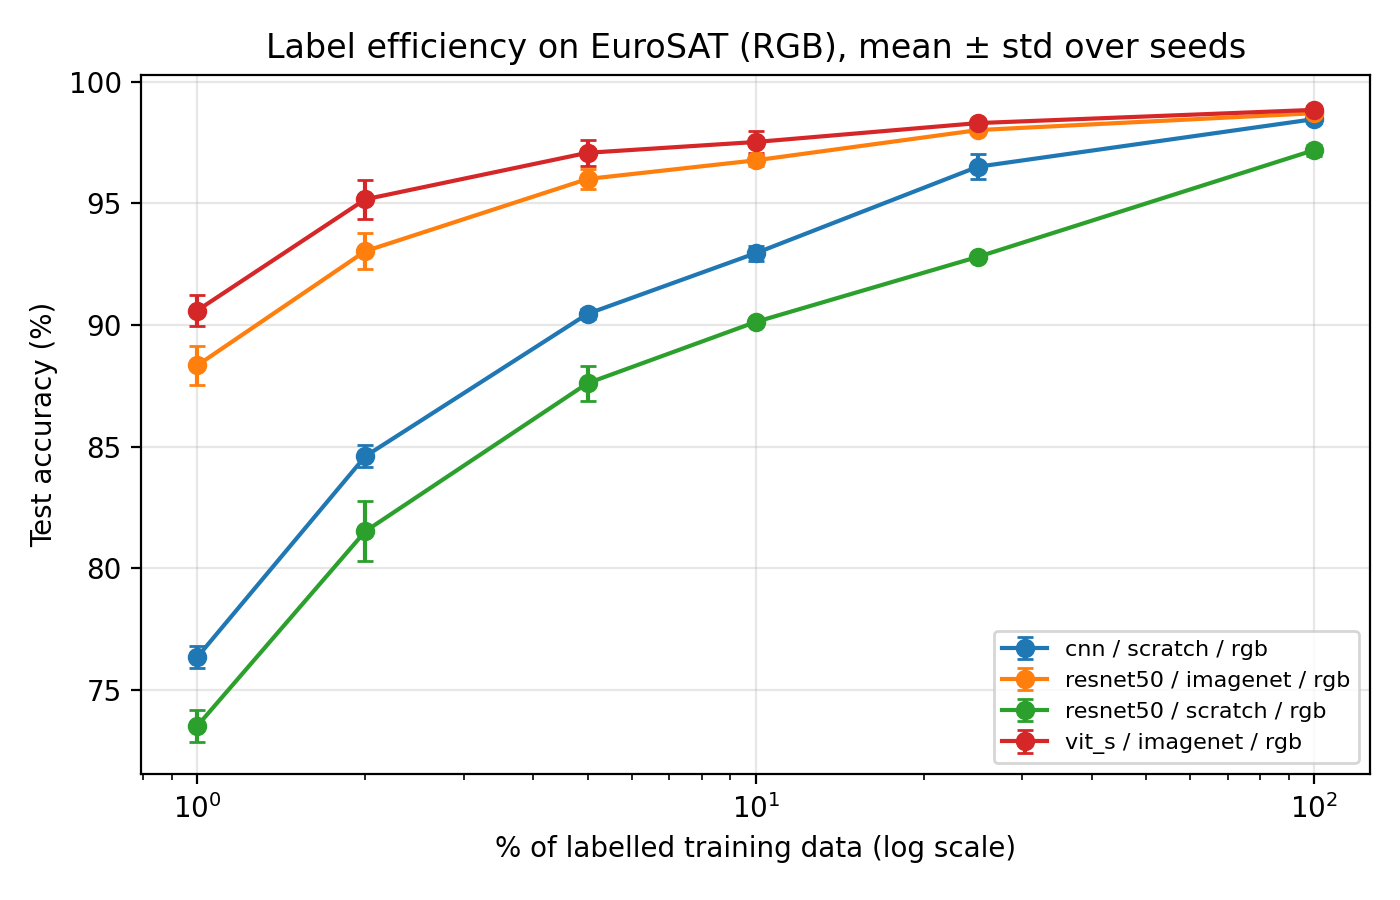 Label efficiency on EuroSAT (RGB), mean ± std over seeds
Test accuracy (%)
100
95
90
85
80
75
10⁰
10¹
10²
% of labelled training data (log scale)
cnn / scratch / rgb
resnet50 / imagenet / rgb
resnet50 / scratch / rgb
vit_s / imagenet / rgb